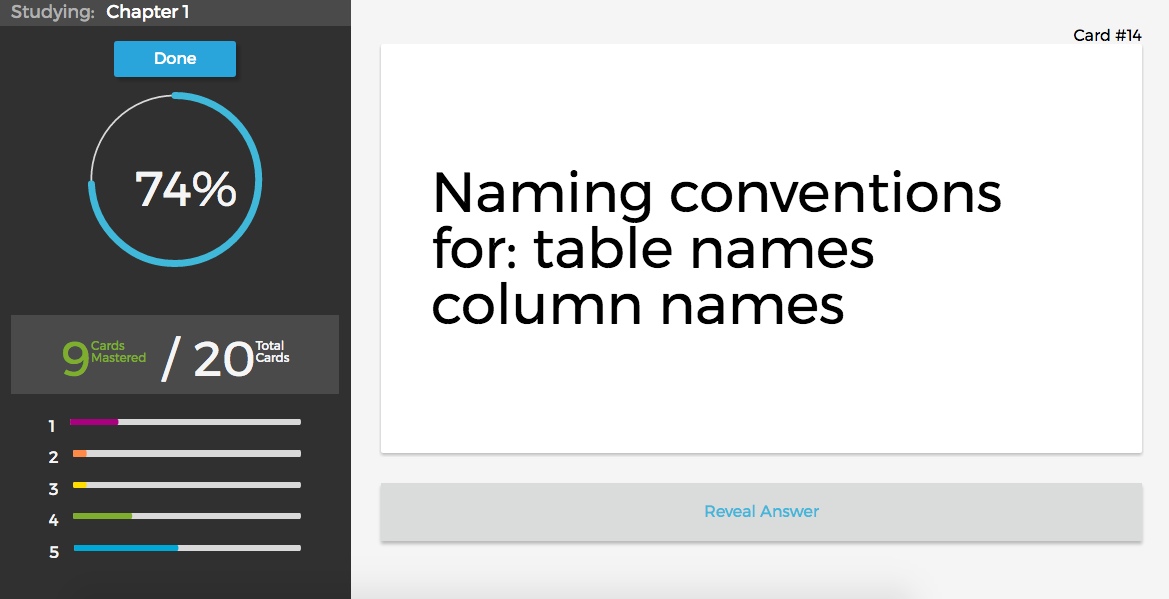 Studying: Chapter 1
Done
74%
9 Cards Mastered / 20 Total Cards
1
2
3
4
5
Card #14
Naming conventions
for: table names
column names
Reveal Answer